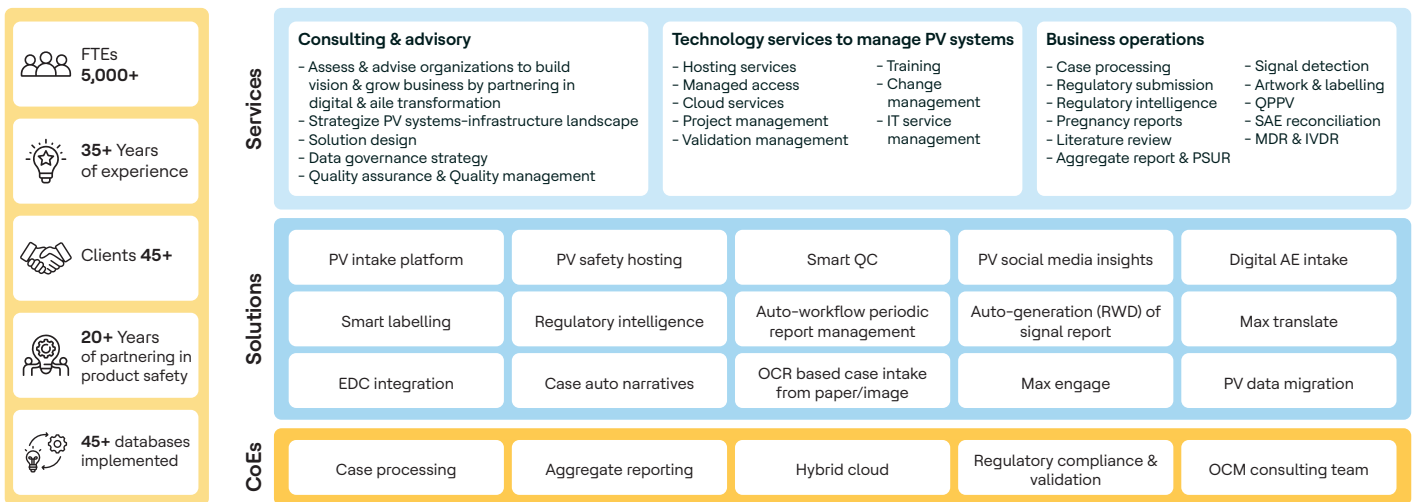 FTEs
5,000+
35+ Years
of experience
Clients 45+
20+ Years
of partnering in
product safety
45+ databases
implemented
Services
Consulting & advisory
- Assess & advise organizations to build
vision & grow business by partnering in
digital & aile transformation
- Strategize PV systems-infrastructure landscape
- Solution design
- Data governance strategy
- Quality assurance & Quality management
Technology services to manage PV systems
- Hosting services
- Managed access
- Cloud services
- Project management
- Validation management
- Training
- Change
management
- IT service
management
Business operations
- Case processing
- Regulatory submission
- Regulatory intelligence
- Pregnancy reports
- Literature review
- Aggregate report & PSUR
- Signal detection
- Artwork & labelling
- QPPV
- SAE reconciliation
- MDR & IVDR
Solutions
PV intake platform
PV safety hosting
Smart QC
PV social media insights
Digital AE intake
Smart labelling
Regulatory intelligence
Auto-workflow periodic
report management
Auto-generation (RWD) of
signal report
Max translate
EDC integration
Case auto narratives
OCR based case intake
from paper/image
Max engage
PV data migration
CoEs
Case processing
Aggregate reporting
Hybrid cloud
Regulatory compliance &
validation
OCM consulting team